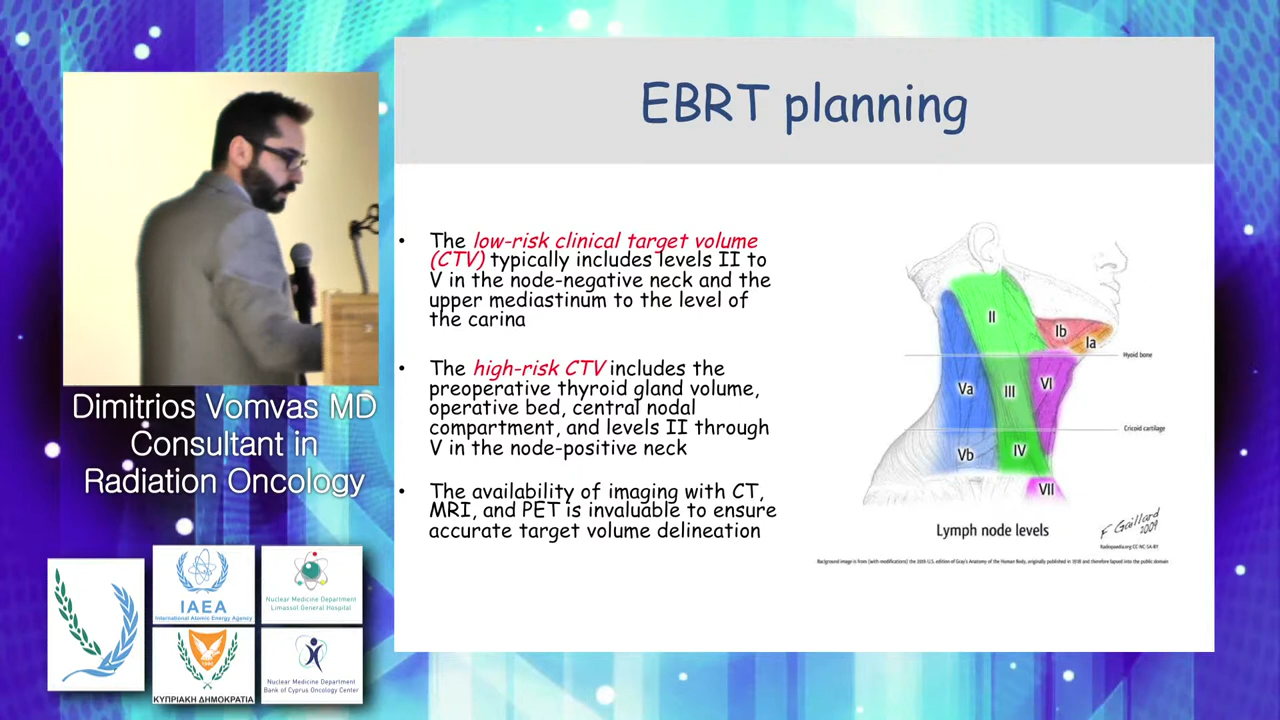 EBRT planning
• The low-risk clinical target volume
(CTV) typically includes levels II to
V in the node-negative neck and the
upper mediastinum to the level of
the carina
• The high-risk CTV includes the
preoperative thyroid gland volume,
operative bed, central nodal
compartment, and levels II through
V in the node-positive neck
• The availability of imaging with CT,
MRI, and PET is invaluable to ensure
accurate target volume delineation
II
Ib
Ia
Hyoid bone
Va
III
VI
Cricoid cartilage
Vb
IV
VII
Lymph node levels
F Gaillard
2009
Radiopaedia.org CC-NC-SA-BY
Background image is from (with modifications) the 20th U.S. edition of Gray's Anatomy of the Human Body, originally published in 1918 and therefore lapsed into the public domain
Dimitrios Vomvas MD
Consultant in
Radiation Oncology
IAEA
International Atomic Energy Agency
Nuclear Medicine Department
Limassol General Hospital
1960
ΚΥΠΡΙΑΚΗ ΔΗΜΟΚΡΑΤΙΑ
Nuclear Medicine Department
Bank of Cyprus Oncology Center